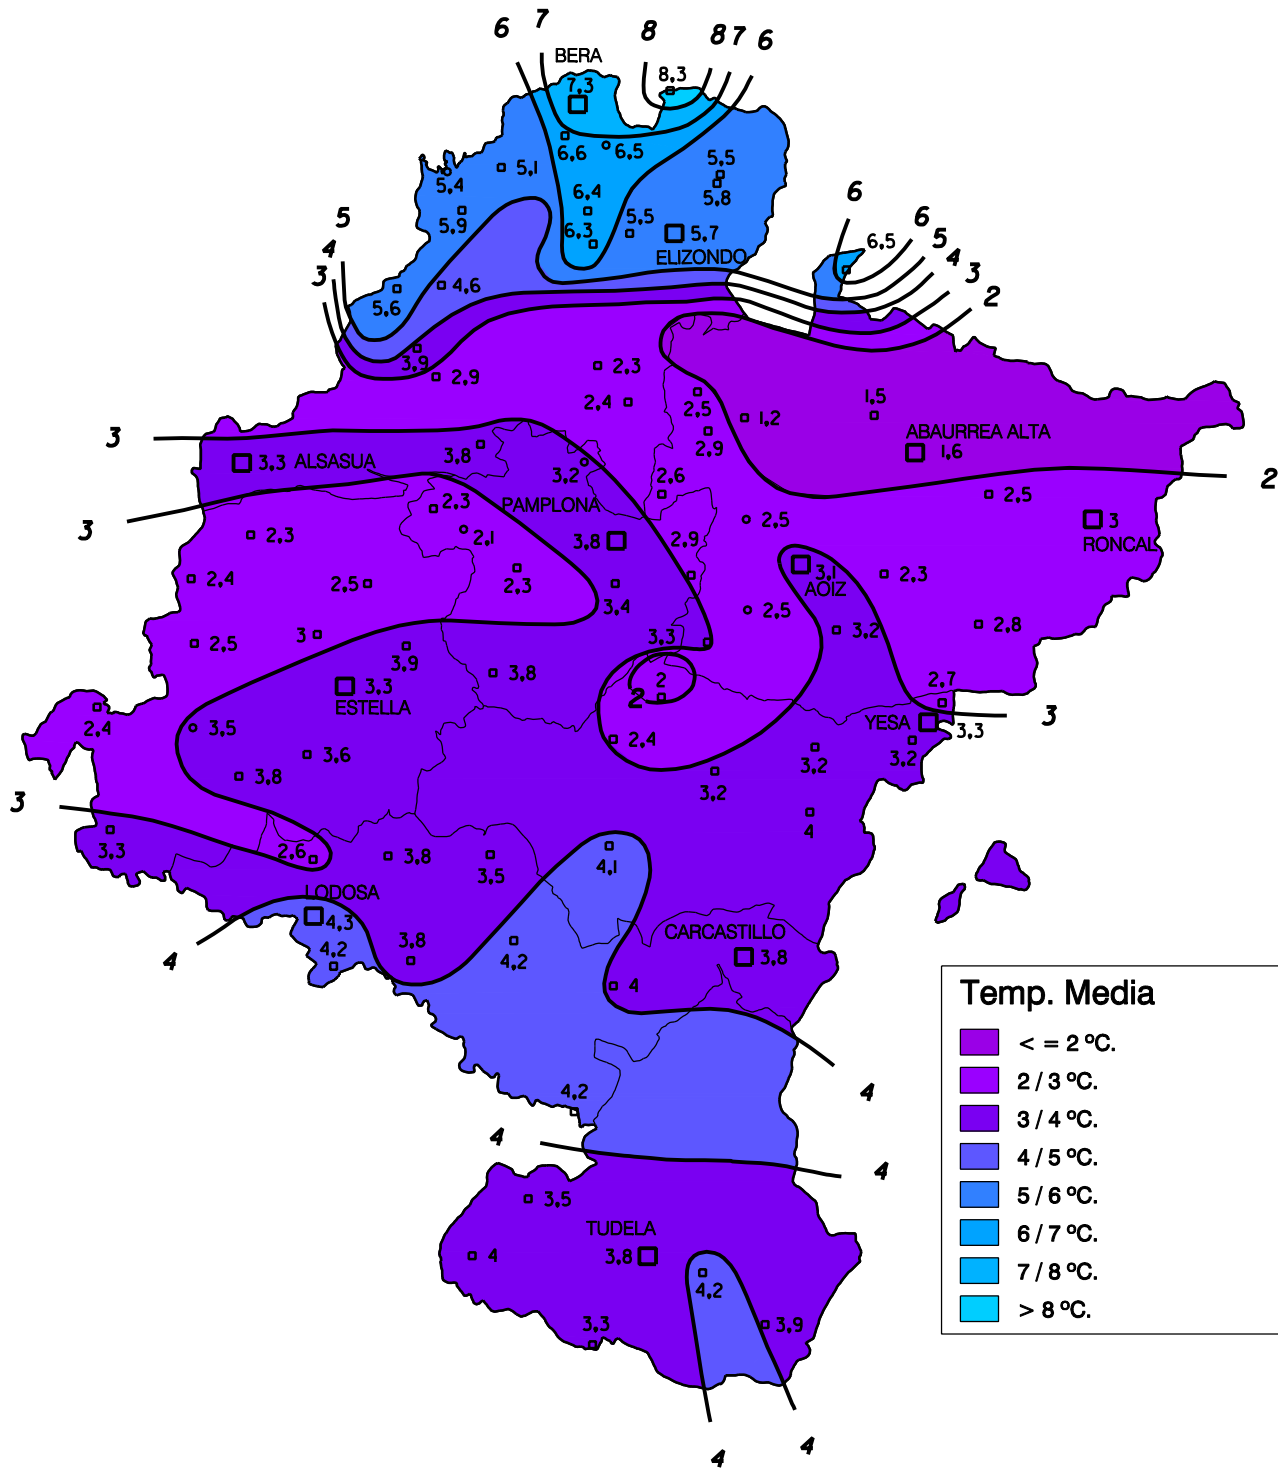 6 7 8 8 7 6
BERA
8,3
7,3
6,6 6,5
5,1 5,5
5,4 5,8
6,4
5,9 5,5 6
6,3 5,7 6
5 6,5
ELIZONDO 5
4 4
3 3
4,6 2
5,6
3,9
2,9 2,3
2,4 2,5 1,2 1,5
3 2,9 ABAURREA ALTA
3,8 1,6
3,3 ALSASUA 3,2 2,6 2
2,3 PAMPLONA 2,5
3 2,5 3
2,3 2,1 3,8 2,9 RONCAL
2,4 2,5 2,3 3,1 2,3
AOIZ
3,4 2,5
2,5 3 3,3 3,2 2,8
3,9
3,8 2 2,7
3,3 2
ESTELLA 3
2,4 3,5 YESA 3,3
3,6 2,4 3,2 3,2
3,8 3,2
3 4
3,3 2,6 3,8 3,5 4,1
LODOSA
4,3 CARCASTILLO
4 4,2 3,8 4,2 3,8
4
Temp. Media
< = 2 ºC.
2 / 3 ºC.
3 / 4 ºC.
4 / 5 ºC.
5 / 6 ºC.
6 / 7 ºC.
7 / 8 ºC.
> 8 ºC.
4
4,2
4 4
3,5
TUDELA
4 3,8
4,2
3,3 3,9
4 4